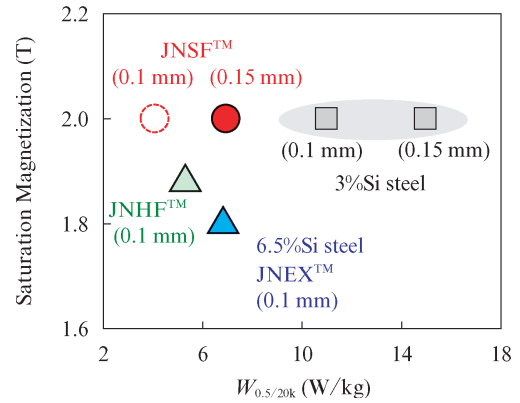 2.2
JNSF™
(0.1 mm) (0.15 mm)
2.0
(0.1 mm) (0.15 mm)
3%Si steel
JNHF™
(0.1 mm)
1.8
6.5%Si steel
JNEX™
(0.1 mm)
1.6
2 6 10 14 18
W0.5/20k (W/kg)
Saturation Magnetization (T)